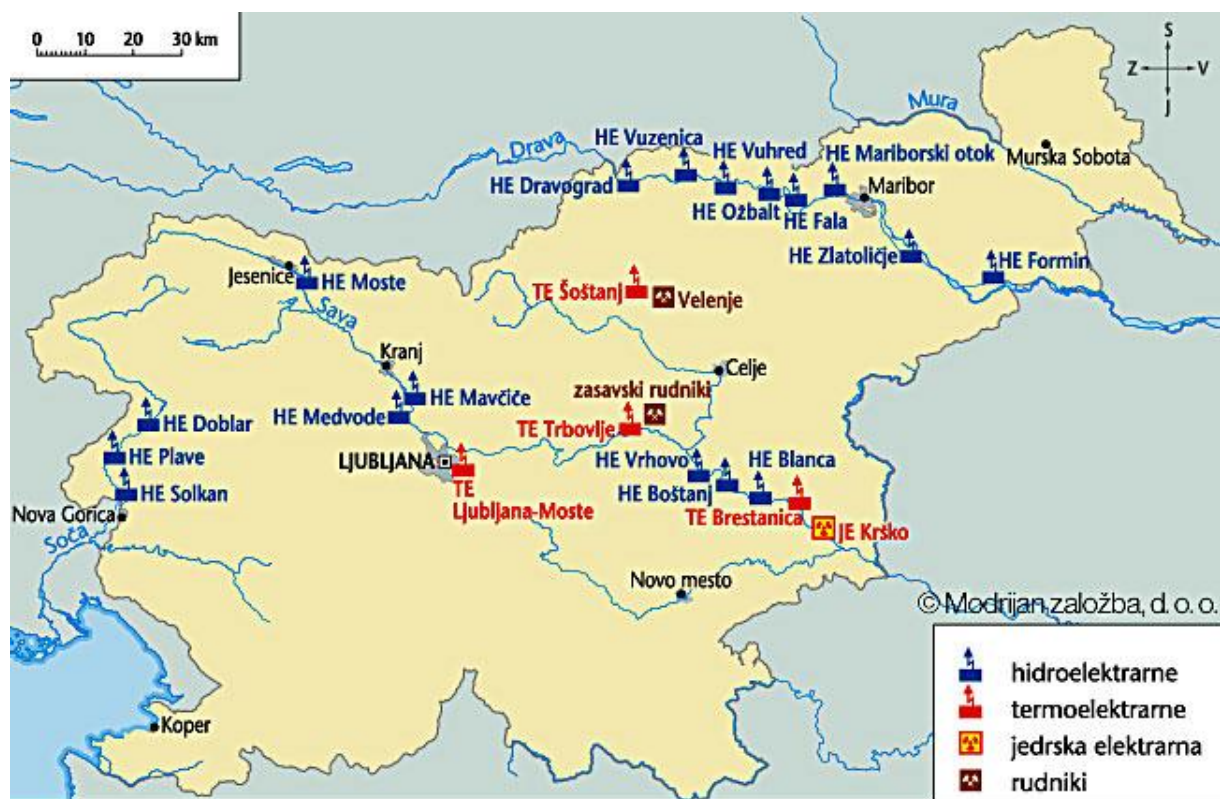 0 10 20 30 km
S
Z V
J
Mura
Drava
HE Vuzenica
HE Vuhred
HE Mariborski otok
Murska Sobota
HE Dravograd
Maribor
HE Ožbalt
HE Fala
HE Zlatoličje
HE Formin
Jesenice
HE Moste
TE Šoštanj
Velenje
Sava
Kranj
Celje
HE Mavčiče
zasavski rudniki
HE Medvode
HE Doblar
TE Trbovlje
HE Plave
LJUBLJANA
HE Vrhovo
HE Blanca
HE Solkan
HE Boštanj
TE
Ljubljana-Moste
TE Brestanica
Nova Gorica
JE Krško
Soča
Novo mesto
© Modrijan založba, d. o. o.
Koper
hidroelektrarne
termoelektrarne
jedrska elektrarna
rudniki